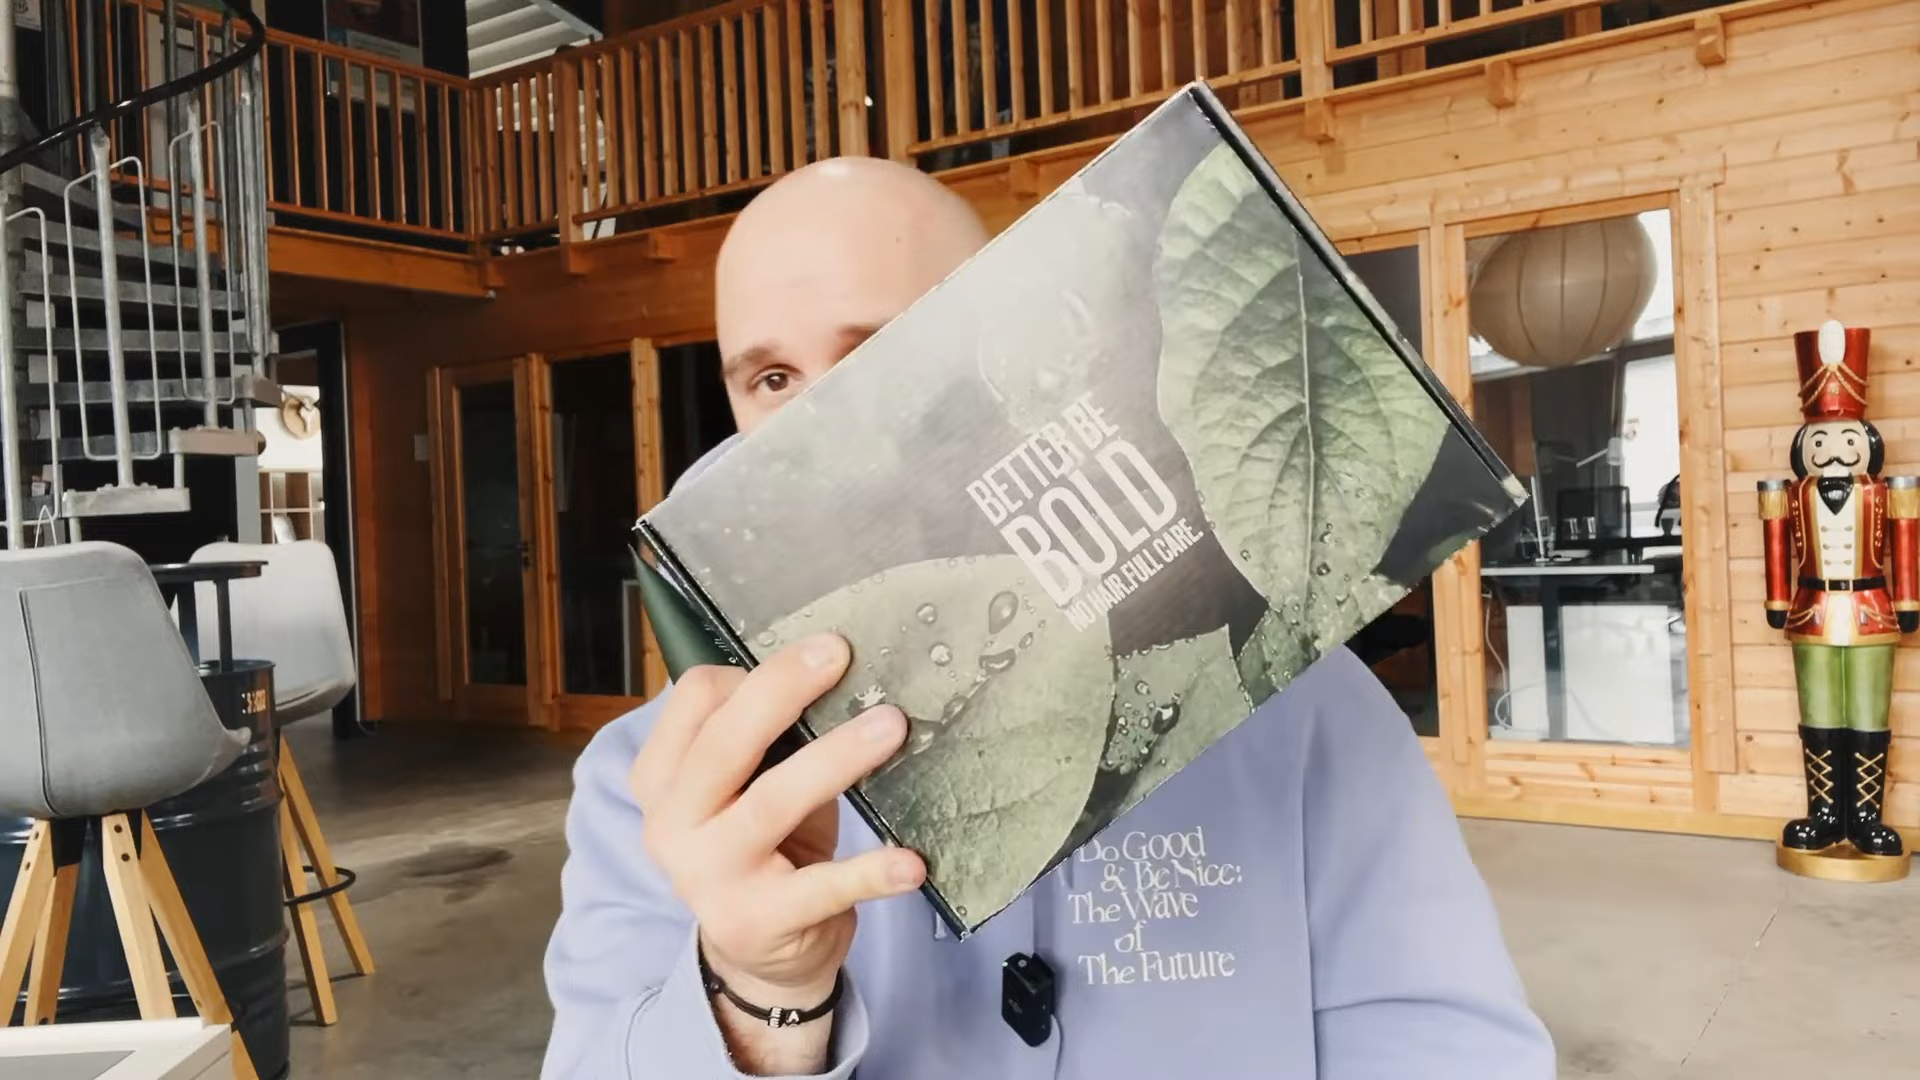 BETTER BE
BOLD
NO HAIR. FULL CARE.
Do Good
& Be Nice:
The Wave
of
The Future